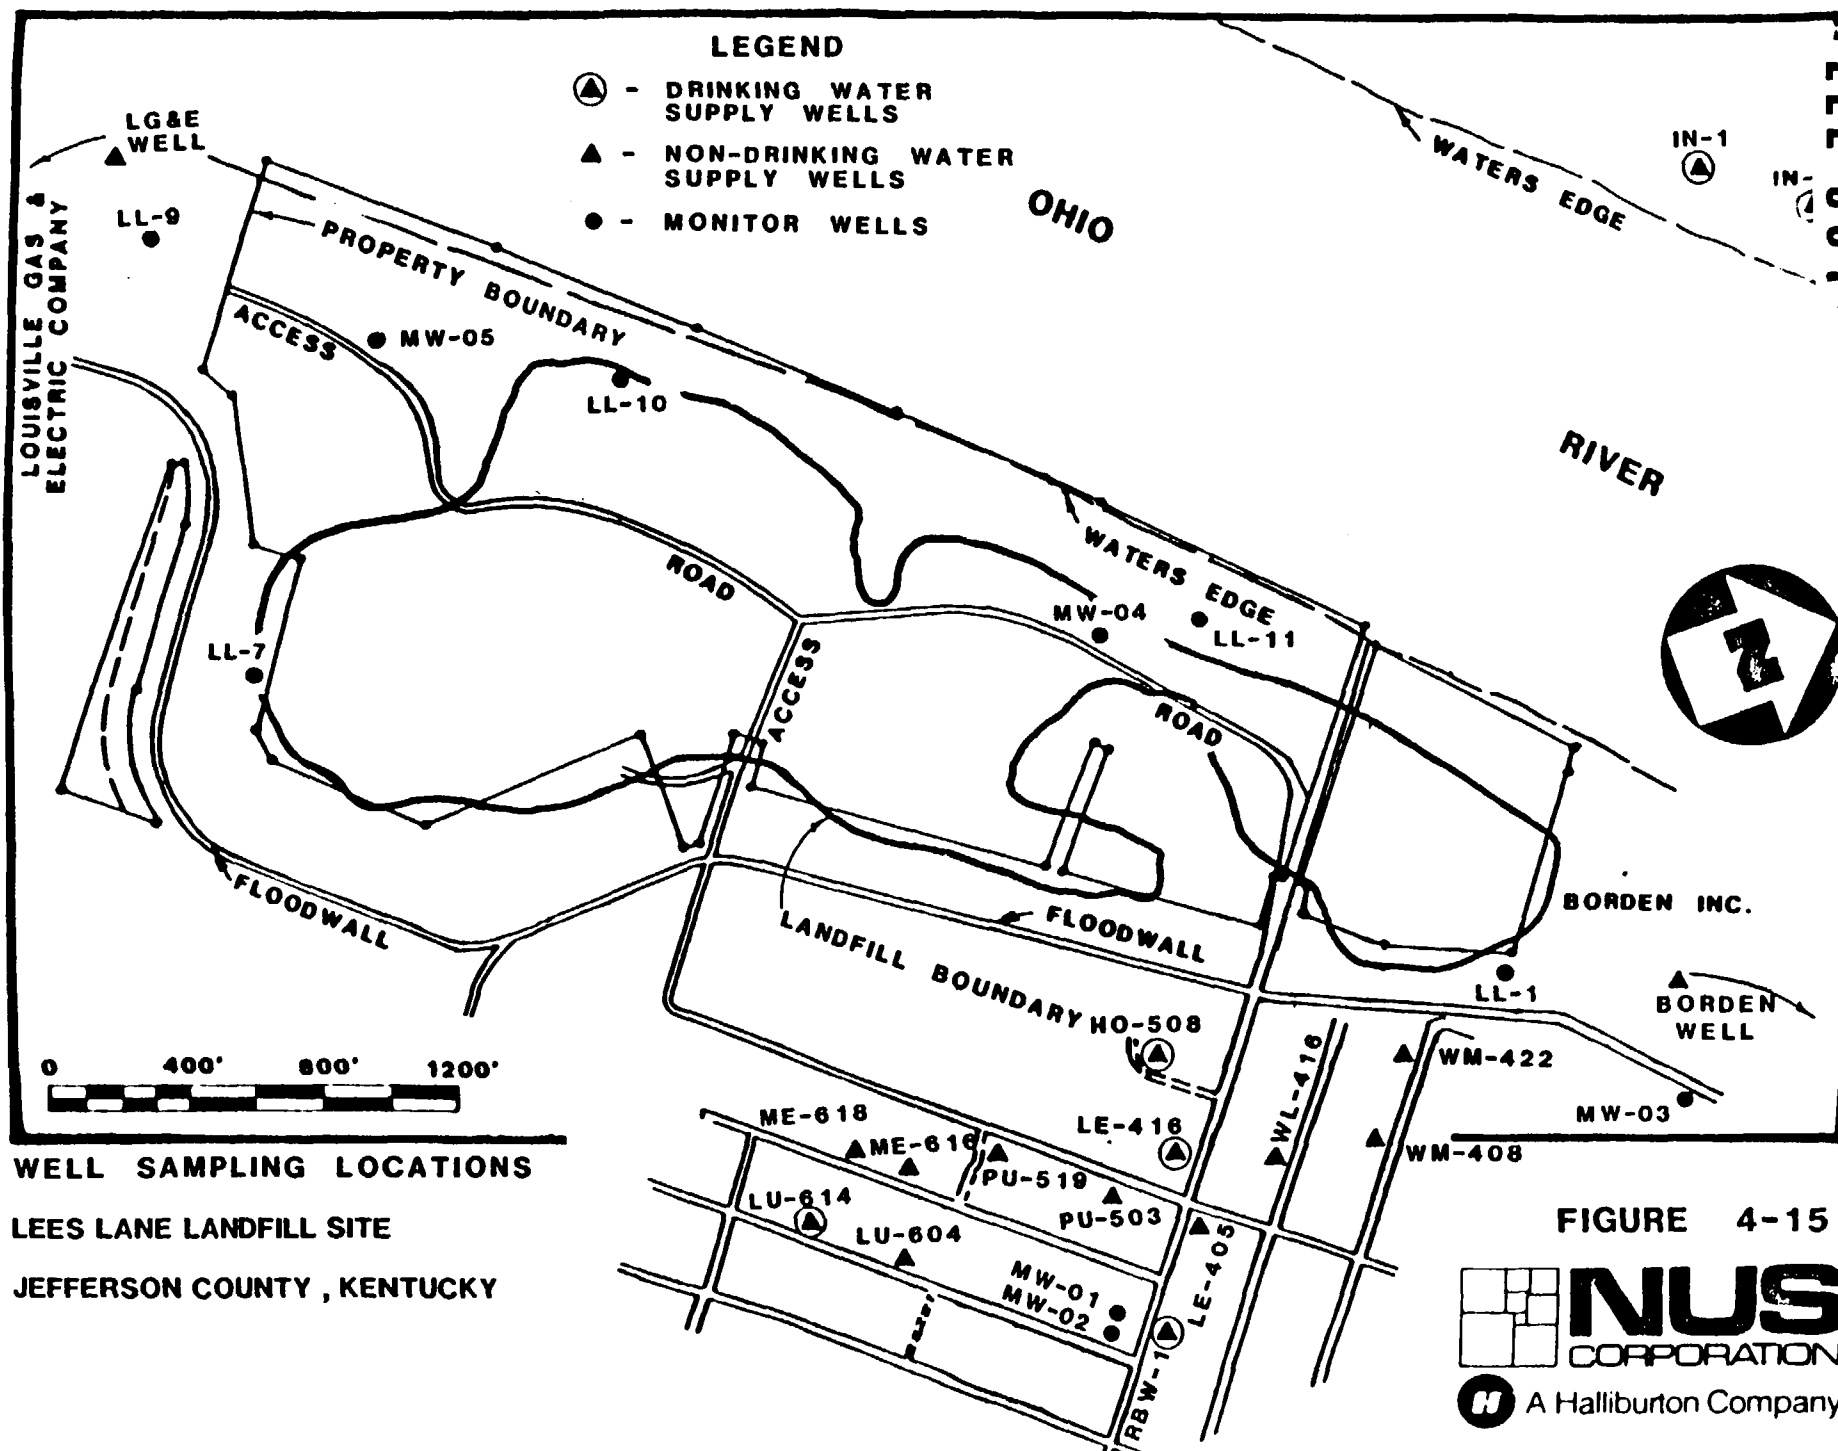 LEGEND
- DRINKING WATER
SUPPLY WELLS
- NON-DRINKING WATER
SUPPLY WELLS
- MONITOR WELLS
LG&E
WELL
LL-9
LOUISVILLE GAS &
ELECTRIC COMPANY
PROPERTY BOUNDARY
ACCESS
MW-05
LL-10
OHIO
RIVER
WATERS EDGE
IN-1
IN-
ROAD
WATERS EDGE
MW-04
LL-11
LL-7
ACCESS
ROAD
N
FLOODWALL
FLOODWALL
LANDFILL BOUNDARY
BORDEN INC.
LL-1
BORDEN
WELL
HO-508
WL-416
WM-422
MW-03
0 400' 800' 1200'
ME-618
ME-616
LE-416
WM-408
PU-519
PU-503
LU-614
LU-604
LE-405
MW-01
MW-02
RBW-1
WELL SAMPLING LOCATIONS
LEES LANE LANDFILL SITE
JEFFERSON COUNTY, KENTUCKY
FIGURE 4-15
NUS
CORPORATION
H A Halliburton Company